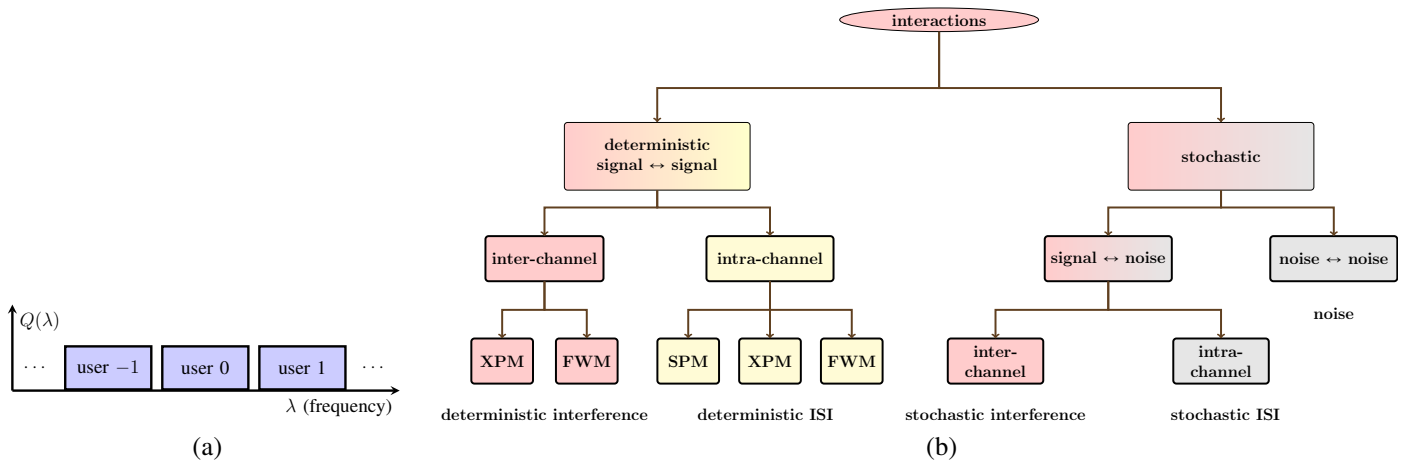 interactions
deterministic
signal ↔ signal
stochastic
inter-channel
intra-channel
signal ↔ noise
noise ↔ noise
noise
XPM
FWM
SPM
XPM
FWM
inter-
channel
intra-
channel
deterministic interference
deterministic ISI
stochastic interference
stochastic ISI
(b)
Q(λ)
···
user −1
user 0
user 1
···
λ (frequency)
(a)